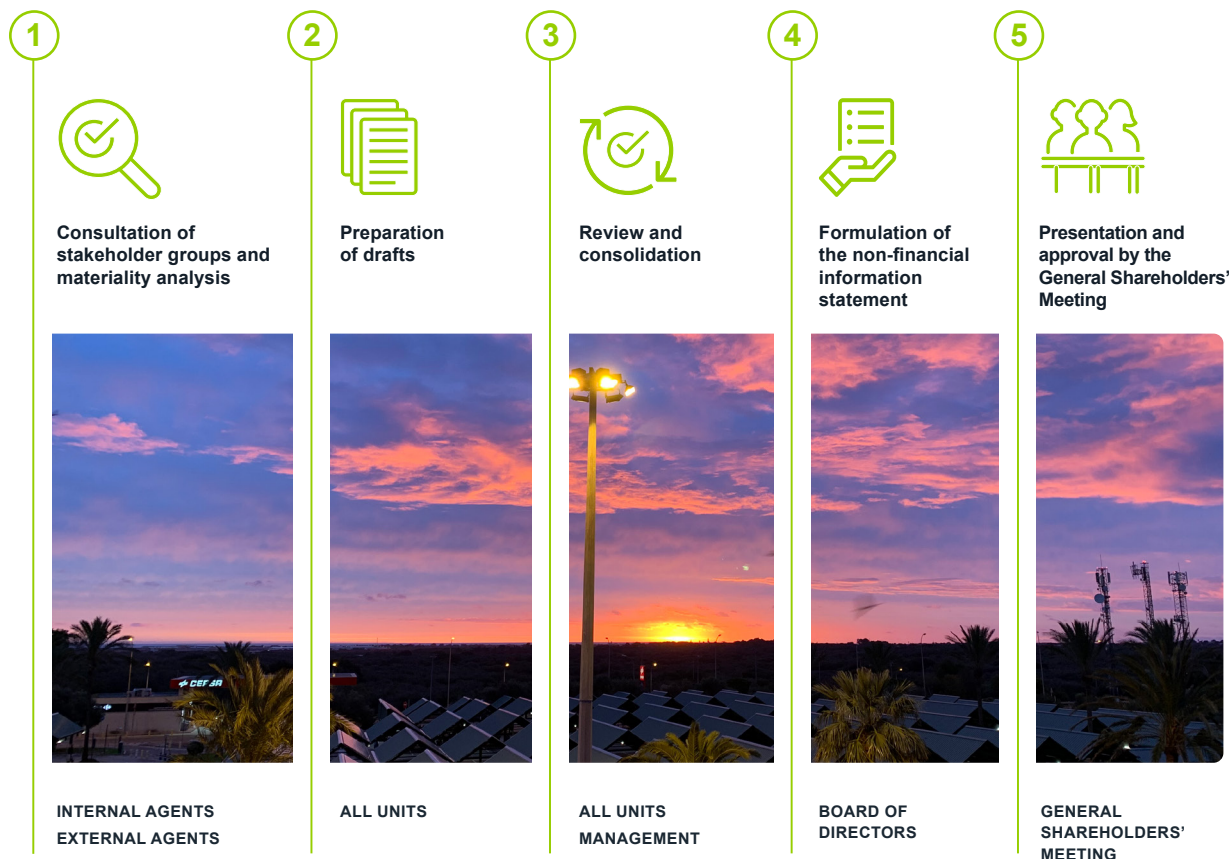 1
Consultation of
stakeholder groups and
materiality analysis
INTERNAL AGENTS
EXTERNAL AGENTS
2
Preparation
of drafts
ALL UNITS
3
Review and
consolidation
ALL UNITS
MANAGEMENT
4
Formulation of
the non-financial
information
statement
BOARD OF
DIRECTORS
5
Presentation and
approval by the
General Shareholders’
Meeting
GENERAL
SHAREHOLDERS’
MEETING